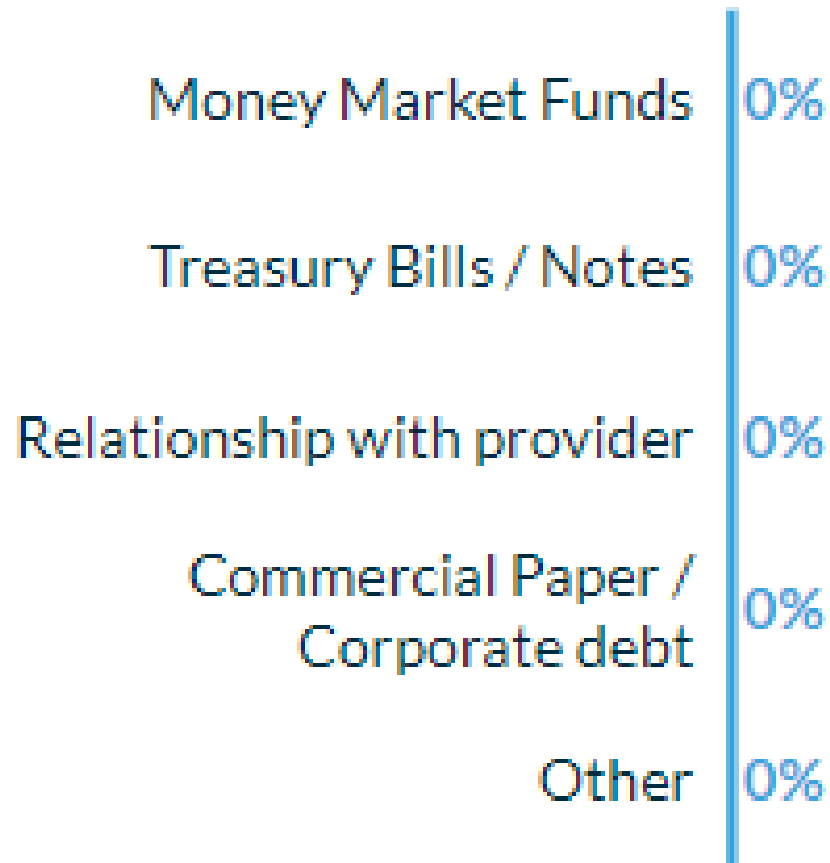 Money Market Funds 0%
Treasury Bills / Notes 0%
Relationship with provider 0%
Commercial Paper /
Corporate debt 0%
Other 0%